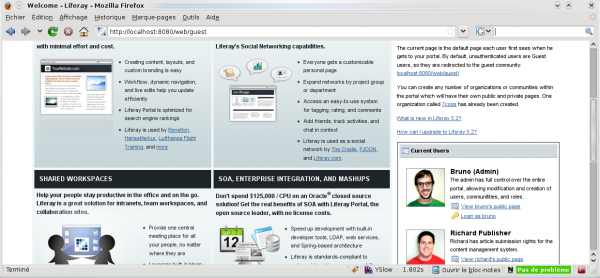 Welcome - Liferay - Mozilla Firefox
Fichier Édition Affichage Historique Marque-pages Outils Aide
http://localhost:8080/web/guest
Google
with minimal effort and cost.
Creating content, layouts, and
custom branding is easy
Workflow, dynamic navigation,
and live edits help you update
efficiently
Liferay Portal is optimized for
search engine rankings
Liferay is used by Benetton,
HanseMerkur, Lufthansa Flight
Training, and more
Liferay's Social Networking capabilities.
Everyone gets a customizable
personal page
Expand networks by project group
or department
Access an easy-to-use system
for tagging, rating, and comments
Add friends, track activities, and
chat in context
Liferay is used as a social
network by The Cradle, PJOON, and
Liferay.com.
The current page is the default page each user first sees when he
gets to your portal. By default, unauthenticated users are Guest
users, so they are redirected to the guest community:
localhost:8080/web/guest/
You can create any number of organizations or communities within
the portal which will have their own public and private pages. One
organization called 7cogs has already been created.
What is new in Liferay 5.2?
How can I upgrade to Liferay 5.2?
Current Users
Bruno (Admin)
The admin has full control over the entire
portal, allowing modification and creation of
users, communities, and roles.
View bruno's public page
Login as bruno
Richard Publisher
Richard has article submission rights for the
content management system.
View richard's public page
SHARED WORKSPACES
Help your people stay productive in the office and on the go.
Liferay is a great solution for intranets, team workspaces, and
collaboration sites.
Provide one central
meeting place for all
your people, no matter
where they are
SOA, ENTERPRISE INTEGRATION, AND MASHUPS
Don't spend $125,000 / CPU on an Oracle® closed source
solution! Get the real benefits of SOA with Liferay Portal, the
open source leader, with no license costs.
12
Speed up development with built-in
developer tools, LDAP, web services,
and Spring-based architecture
Liferay is standards-compliant to
Terminé
YSlow 1.802s Ouvrir le bloc-notes Pas de problème